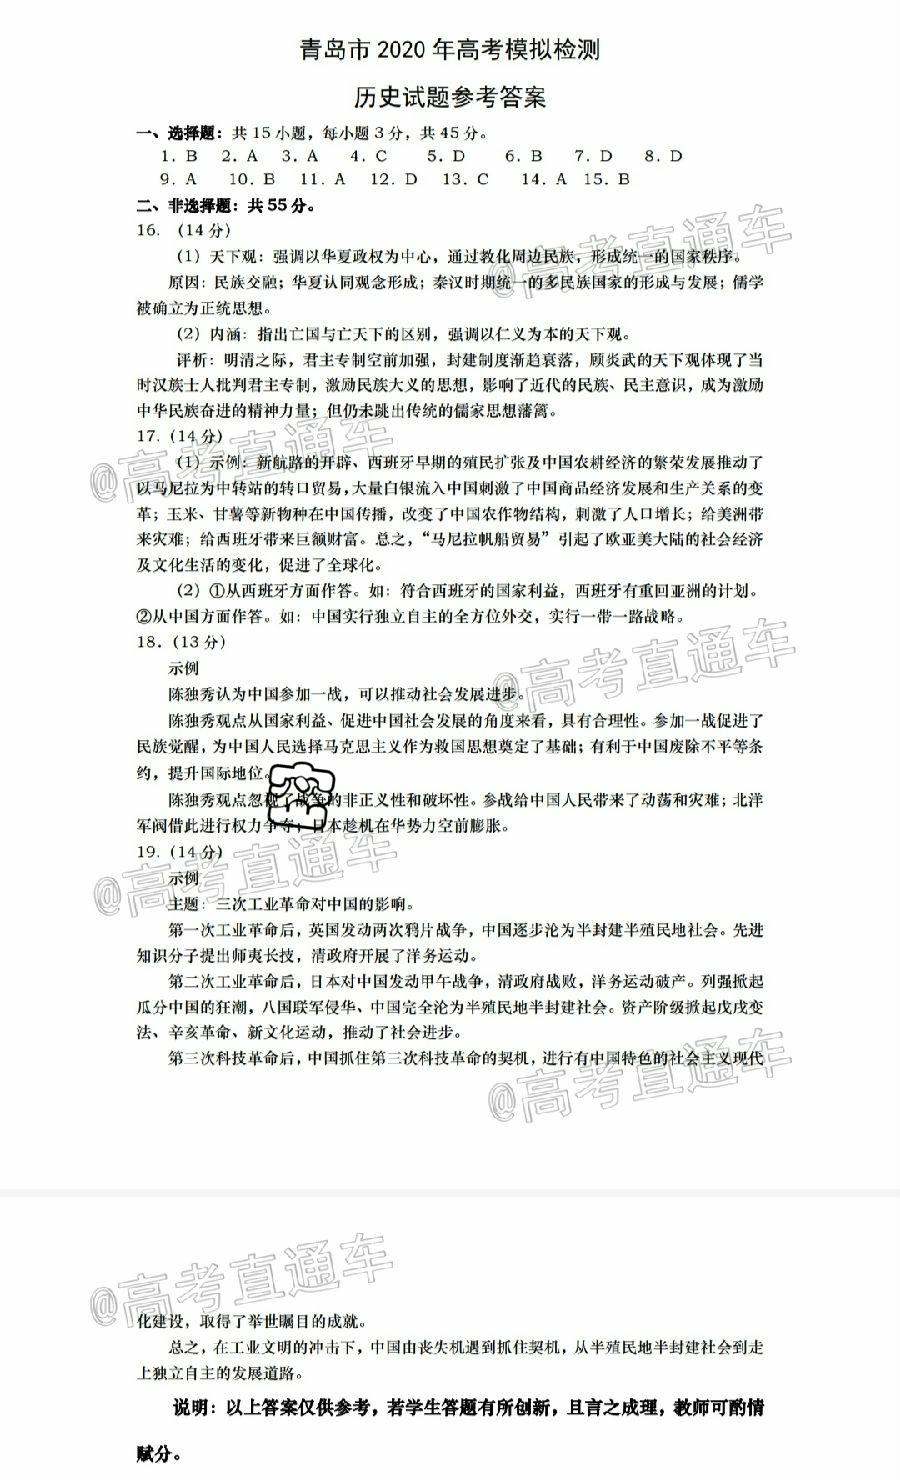 青岛市 2020 年高考模拟检测
历史试题参考答案
一、选择题：共 15 小题，每小题 3 分，共 45 分。
1. B 2. A 3. A 4. C 5. D 6. B 7. D 8. D
9. A 10. B 11. A 12. D 13. C 14. A 15. B
二、非选择题：共 55 分。
16.（14 分）
（1）天下观：强调以华夏政权为中心，通过教化周边民族，形成统一的国家秩序。
原因：民族交融；华夏认同观念形成；秦汉时期统一的多民族国家的形成与发展；儒学
被确立为正统思想。
（2）内涵：指出亡国与亡天下的区别，强调以仁义为本的天下观。
评析：明清之际，君主专制空前加强，封建制度渐趋衰落，顾炎武的天下观体现了当
时汉族士人批判君主专制，激励民族大义的思想，影响了近代的民族、民主意识，成为激励
中华民族奋进的精神力量；但仍未跳出传统的儒家思想藩篱。
17.（14 分）
（1）示例：新航路的开辟、西班牙早期的殖民扩张及中国农耕经济的繁荣发展推动了
以马尼拉为中转站的转口贸易，大量白银流入中国刺激了中国商品经济发展和生产关系的变
革；玉米、甘薯等新物种在中国传播，改变了中国农作物结构，刺激了人口增长；给美洲带
来灾难；给西班牙带来巨额财富。总之，“马尼拉帆船贸易”引起了欧亚美大陆的社会经济
及文化生活的变化，促进了全球化。
（2）①从西班牙方面作答。如：符合西班牙的国家利益，西班牙有重回亚洲的计划。
②从中国方面作答。如：中国实行独立自主的全方位外交，实行一带一路战略。
18.（13 分）
示例
陈独秀认为中国参加一战，可以推动社会发展进步。
陈独秀观点从国家利益、促进中国社会发展的角度来看，具有合理性。参加一战促进了
民族觉醒，为中国人民选择马克思主义作为救国思想奠定了基础；有利于中国废除不平等条
约，提升国际地位。
陈独秀观点忽视了战争的非正义性和破坏性。参战给中国人民带来了动荡和灾难；北洋
军阀借此进行权力争夺；日本趁机在华势力空前膨胀。
19.（14 分）
示例
主题：三次工业革命对中国的影响。
第一次工业革命后，英国发动两次鸦片战争，中国逐步沦为半封建半殖民地社会。先进
知识分子提出师夷长技，清政府开展了洋务运动。
第二次工业革命后，日本对中国发动甲午战争，清政府战败，洋务运动破产。列强掀起
瓜分中国的狂潮，八国联军侵华、中国完全沦为半殖民地半封建社会。资产阶级掀起戊戌变
法、辛亥革命、新文化运动，推动了社会进步。
第三次科技革命后，中国抓住第三次科技革命的契机，进行有中国特色的社会主义现代
化建设，取得了举世瞩目的成就。
总之，在工业文明的冲击下，中国由丧失机遇到抓住契机，从半殖民地半封建社会到走
上独立自主的发展道路。
说明：以上答案仅供参考，若学生答题有所创新，且言之成理，教师可酌情
赋分。
@高考直通车
@高考直通车
@高考直通车
@高考直通车
@高考直通车
@高考直通车